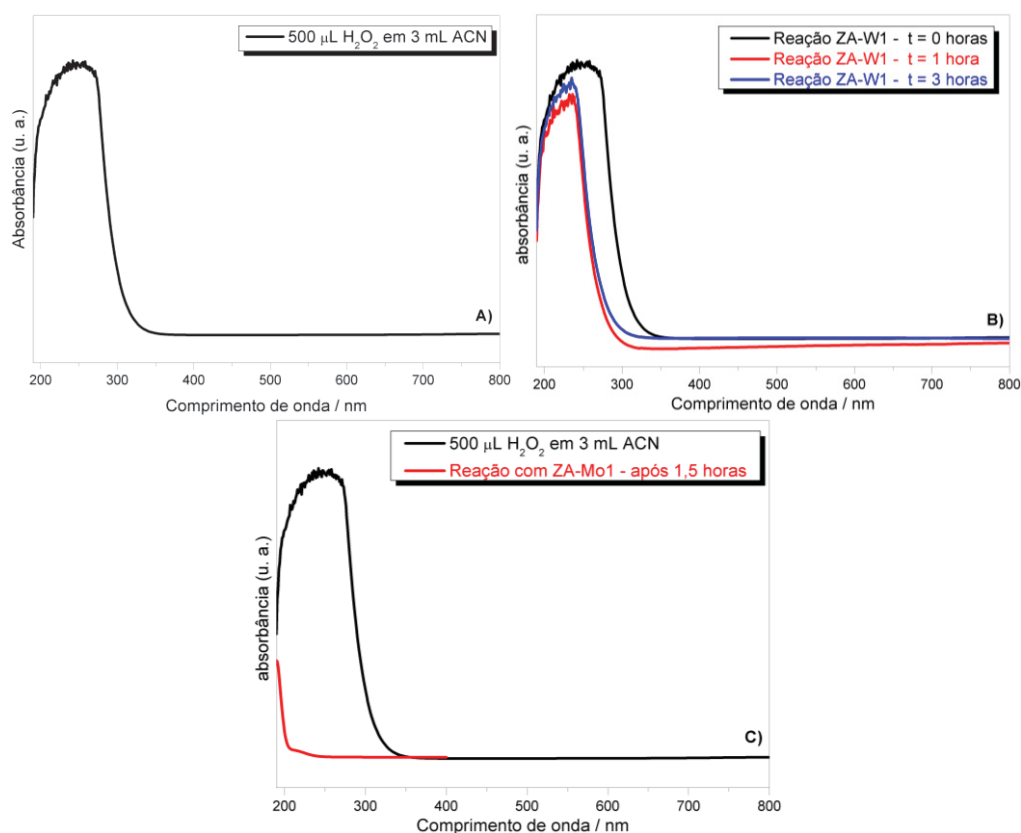 500 μL H₂O₂ em 3 mL ACN
Absorbância (u. a.)
A)
200 300 400 500 600 700 800
Comprimento de onda / nm
Reação ZA-W1 - t = 0 horas
Reação ZA-W1 - t = 1 hora
Reação ZA-W1 - t = 3 horas
absorbância (u. a.)
B)
200 300 400 500 600 700 800
Comprimento de onda / nm
500 μL H₂O₂ em 3 mL ACN
Reação com ZA-Mo1 - após 1,5 horas
absorbância (u. a.)
C)
200 300 400 500 600 700 800
Comprimento de onda / nm